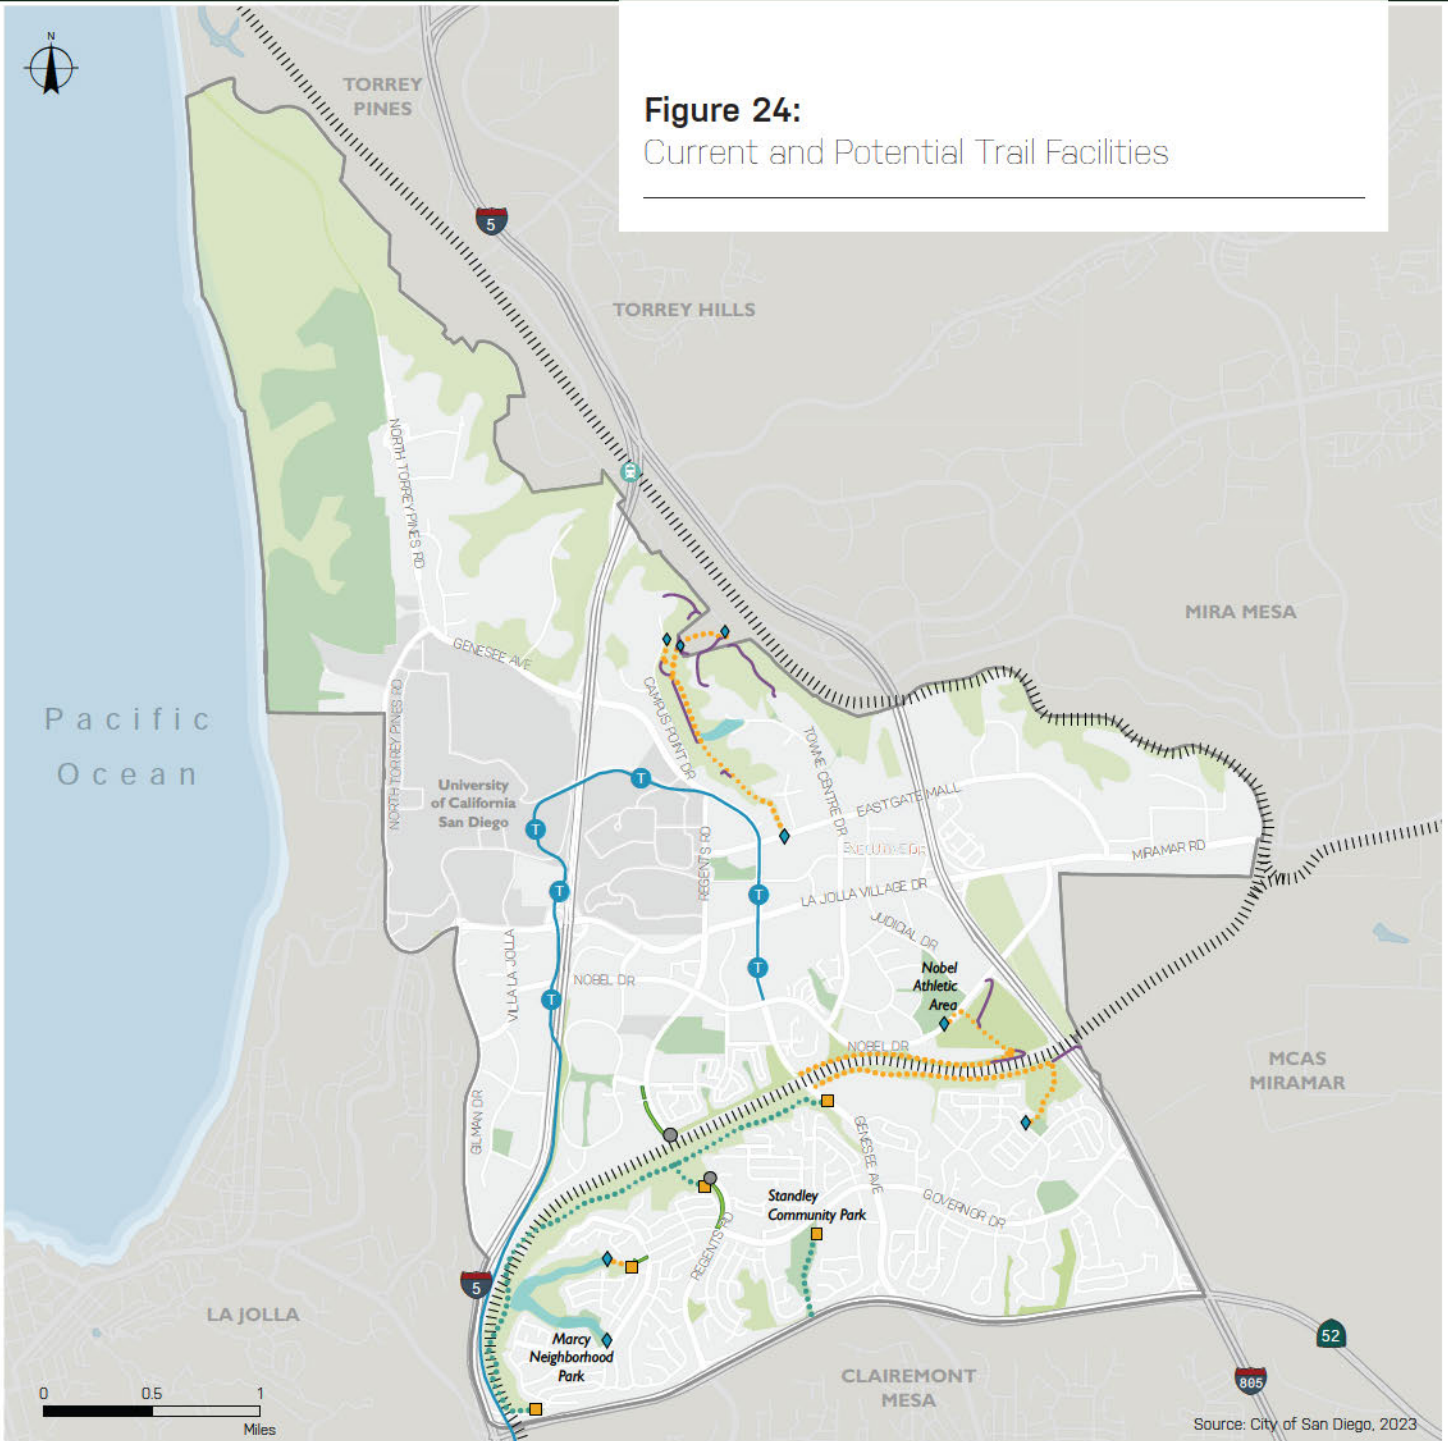 N
TORREY
PINES
Figure 24:
Current and Potential Trail Facilities
5
TORREY HILLS
NORTH TORREY PINES RD
MIRA MESA
GENESEE AVE
CAMPUS POINT DR
NORTH TORREY PINES RD
Pacific
Ocean
TOWNE CENTRE DR
University
of California
San Diego
T
T
T
T
T
T
EASTGATE MALL
EXECUTIVE DR
MIRAMAR RD
REGENTS RD
LA JOLLA VILLAGE DR
JUDICIAL DR
VILLA LA JOLLA
NOBEL DR
Nobel
Athletic
Area
NOBEL DR
MCAS
MIRAMAR
GILMAN DR
GENESEE AVE
Standley
Community Park
GOVERNOR DR
REGENTS RD
5
LA JOLLA
Marcy
Neighborhood
Park
52
CLAIREMONT
MESA
805
0 0.5 1
Miles
Source: City of San Diego, 2023